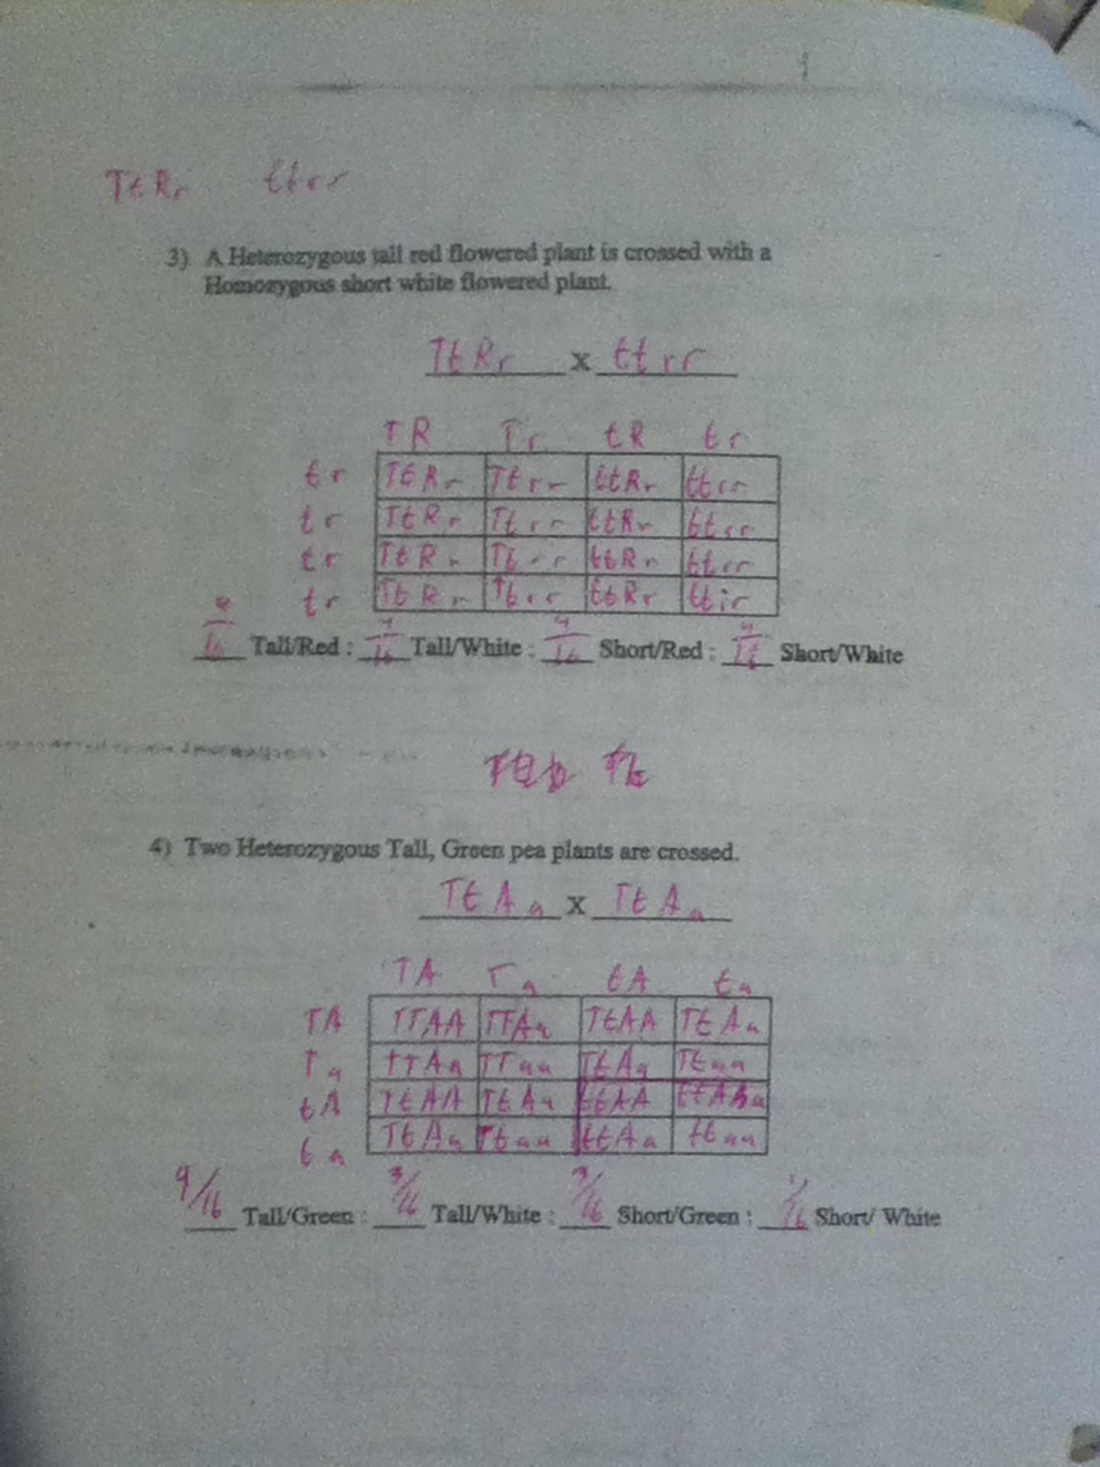 TtRr ttrr
3) A Heterozygous tall red flowered plant is crossed with a
Homozygous short white flowered plant.
TtRr x ttrr
TR Tr tR tr
tr TtRr Ttrr ttRr ttrr
tr TtRr Ttrr ttRr ttrr
tr TtRr Ttrr ttRr ttrr
tr TtRr Ttrr ttRr ttrr
4/16 Tall/Red : 4/16 Tall/White : 4/16 Short/Red : 4/16 Short/White
4) Two Heterozygous Tall, Green pea plants are crossed.
TtAa x TtAa
TA Ta tA ta
TA TTAA TTAa TtAA TtAa
Ta TTAa TTaa TtAa Ttaa
tA TtAA TtAa ttAA ttAa
ta TtAa Ttaa ttAa ttaa
9/16 Tall/Green : 3/16 Tall/White : 3/16 Short/Green : 1/16 Short/ White